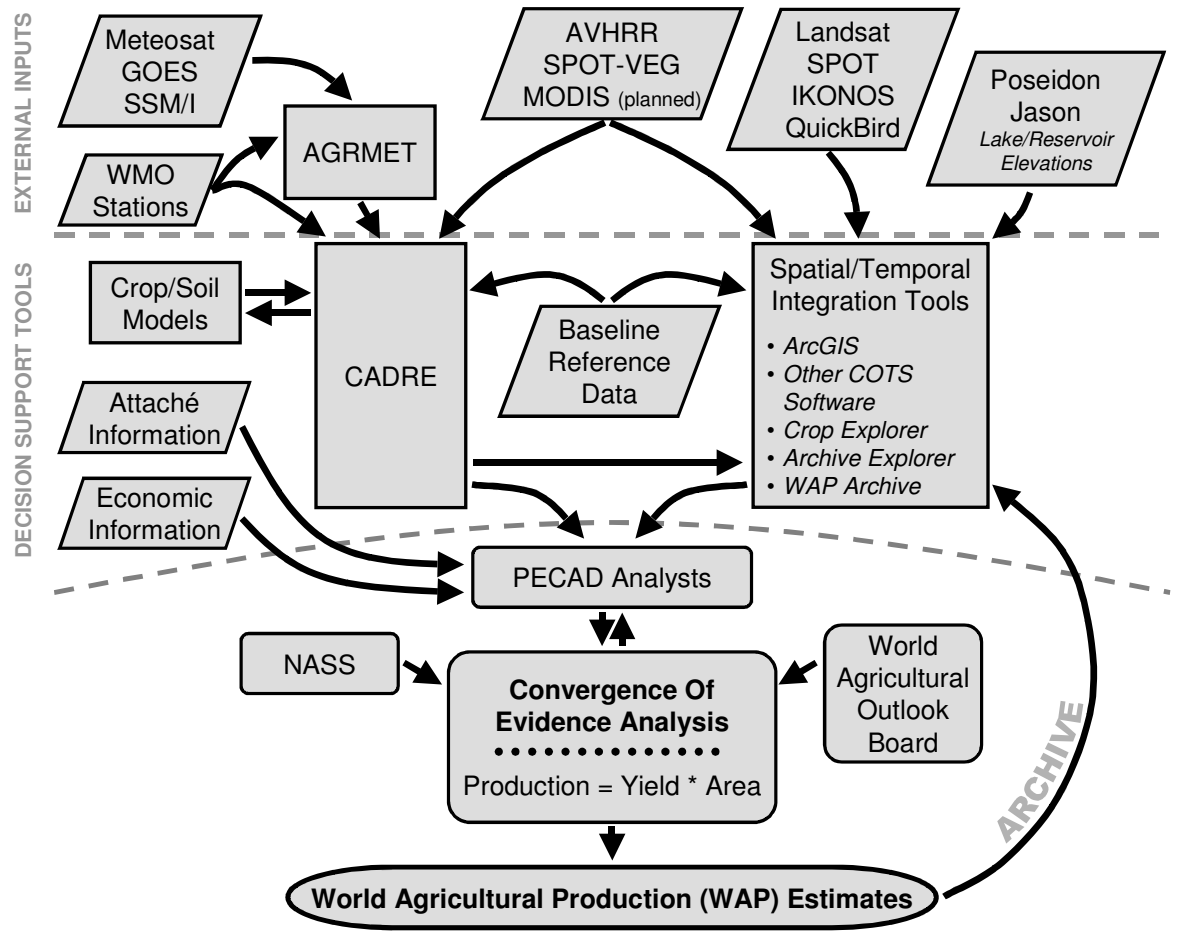 EXTERNAL INPUTS
Meteosat
GOES
SSM/I
AGRMET
WMO
Stations
AVHRR
SPOT-VEG
MODIS (planned)
Landsat
SPOT
IKONOS
QuickBird
Poseidon
Jason
Lake/Reservoir
Elevations
DECISION SUPPORT TOOLS
Crop/Soil
Models
CADRE
Baseline
Reference
Data
Spatial/Temporal
Integration Tools
• ArcGIS
• Other COTS
Software
• Crop Explorer
• Archive Explorer
• WAP Archive
Attaché
Information
Economic
Information
PECAD Analysts
NASS
Convergence Of
Evidence Analysis
Production = Yield * Area
World
Agricultural
Outlook
Board
ARCHIVE
World Agricultural Production (WAP) Estimates